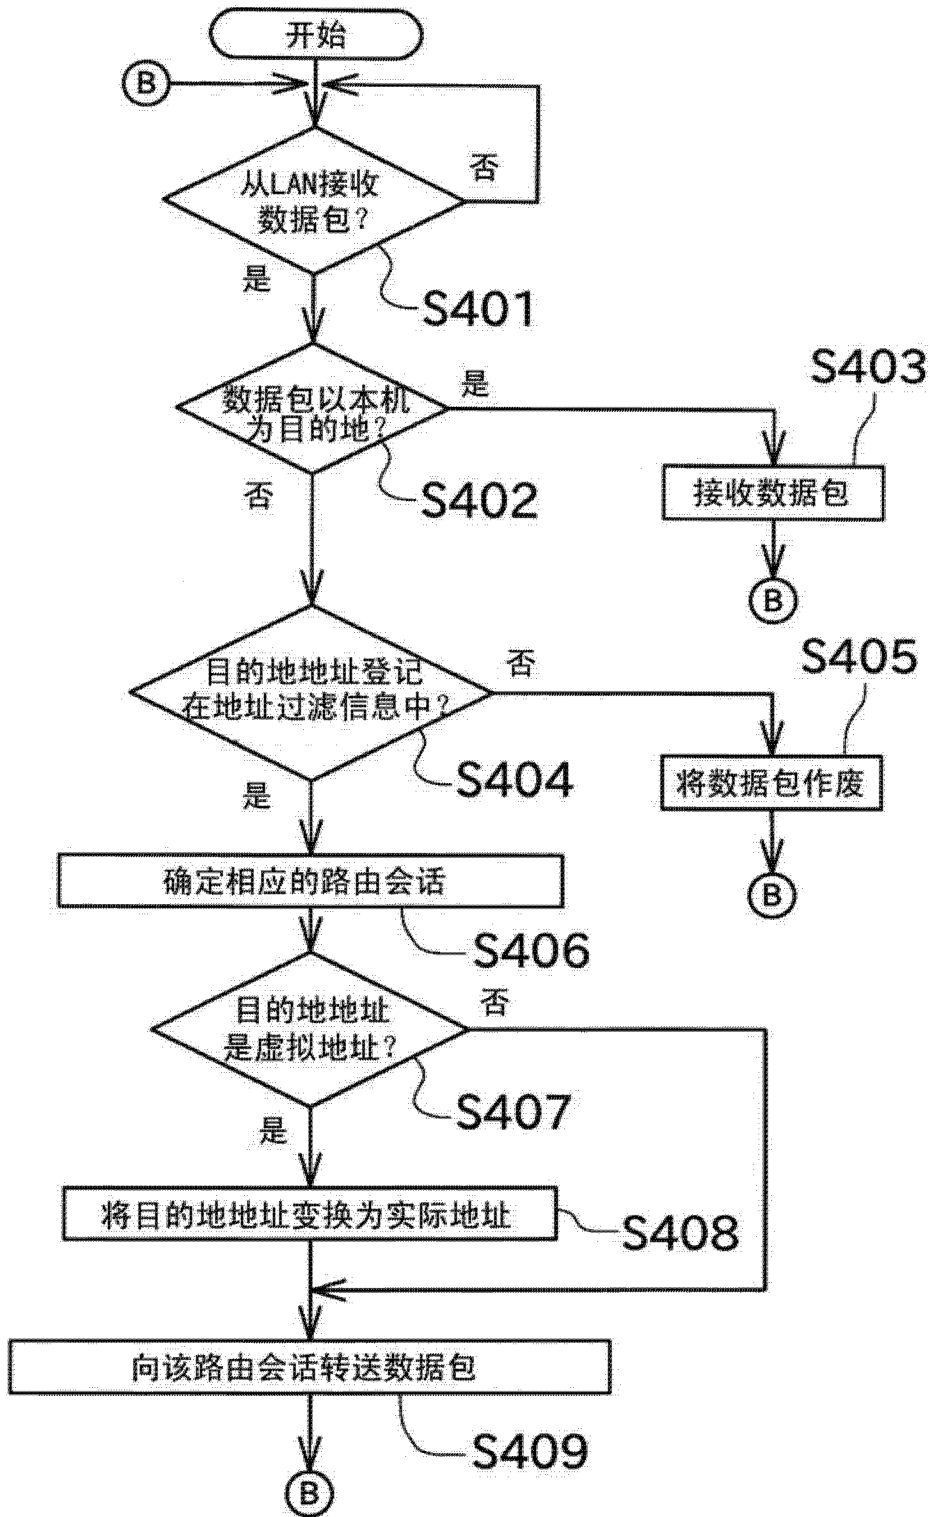 开始
B
从LAN接收
数据包？
否
是
S401
数据包以本机
为目的地？
是
S403
否
S402
接收数据包
B
目的地地址登记
在地址过滤信息中？
否
S405
是
S404
将数据包作废
B
确定相应的路由会话
S406
目的地地址
是虚拟地址？
否
是
S407
将目的地地址变换为实际地址
S408
向该路由会话转送数据包
S409
B